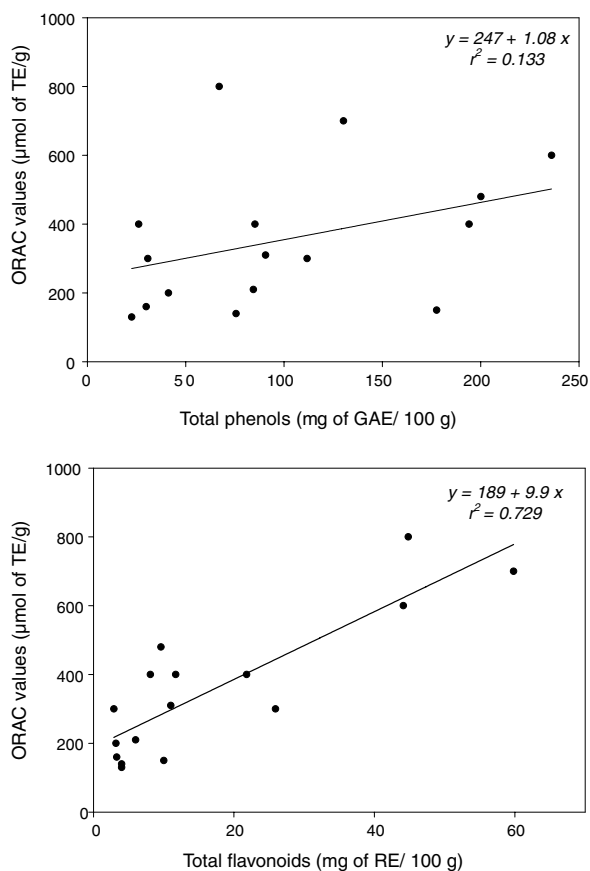 1000
y = 247 + 1.08 x
r² = 0.133
800
600
400
200
0
ORAC values (µmol of TE/g)
0
50
100
150
200
250
Total phenols (mg of GAE/ 100 g)
1000
y = 189 + 9.9 x
r² = 0.729
800
600
400
200
0
ORAC values (µmol of TE/g)
0
20
40
60
Total flavonoids (mg of RE/ 100 g)